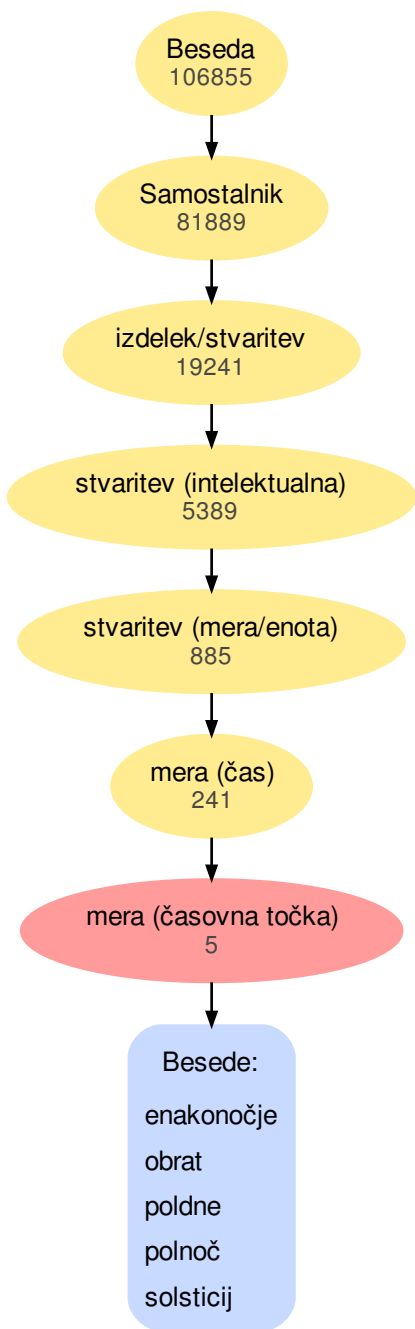 Beseda
106855
Samostalnik
81889
izdelek/stvaritev
19241
stvaritev (intelektualna)
5389
stvaritev (mera/enota)
885
mera (čas)
241
mera (časovna točka)
5
Besede:
enakonočje
obrat
poldne
polnoč
solsticij